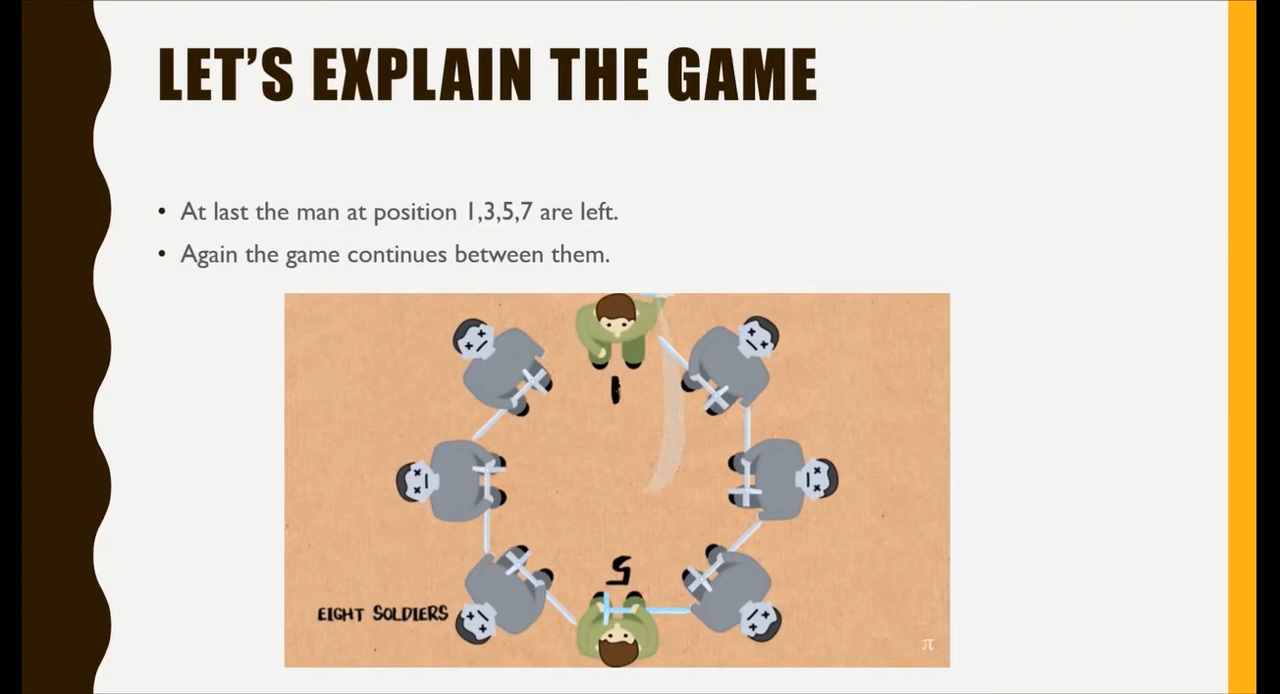 LET'S EXPLAIN THE GAME
• At last the man at position 1,3,5,7 are left.
• Again the game continues between them.
1
5
EIGHT SOLDIERS
π